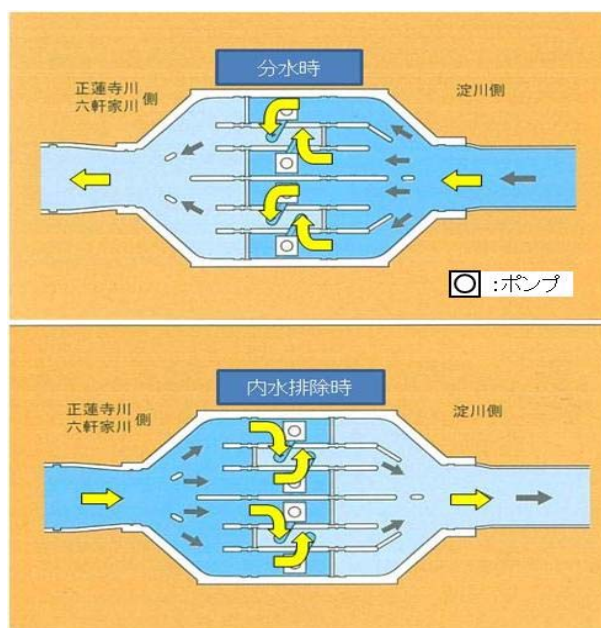 分水時
正蓮寺川
六軒家川 側
淀川側
:ポンプ
内水排除時
正蓮寺川
六軒家川 側
淀川側